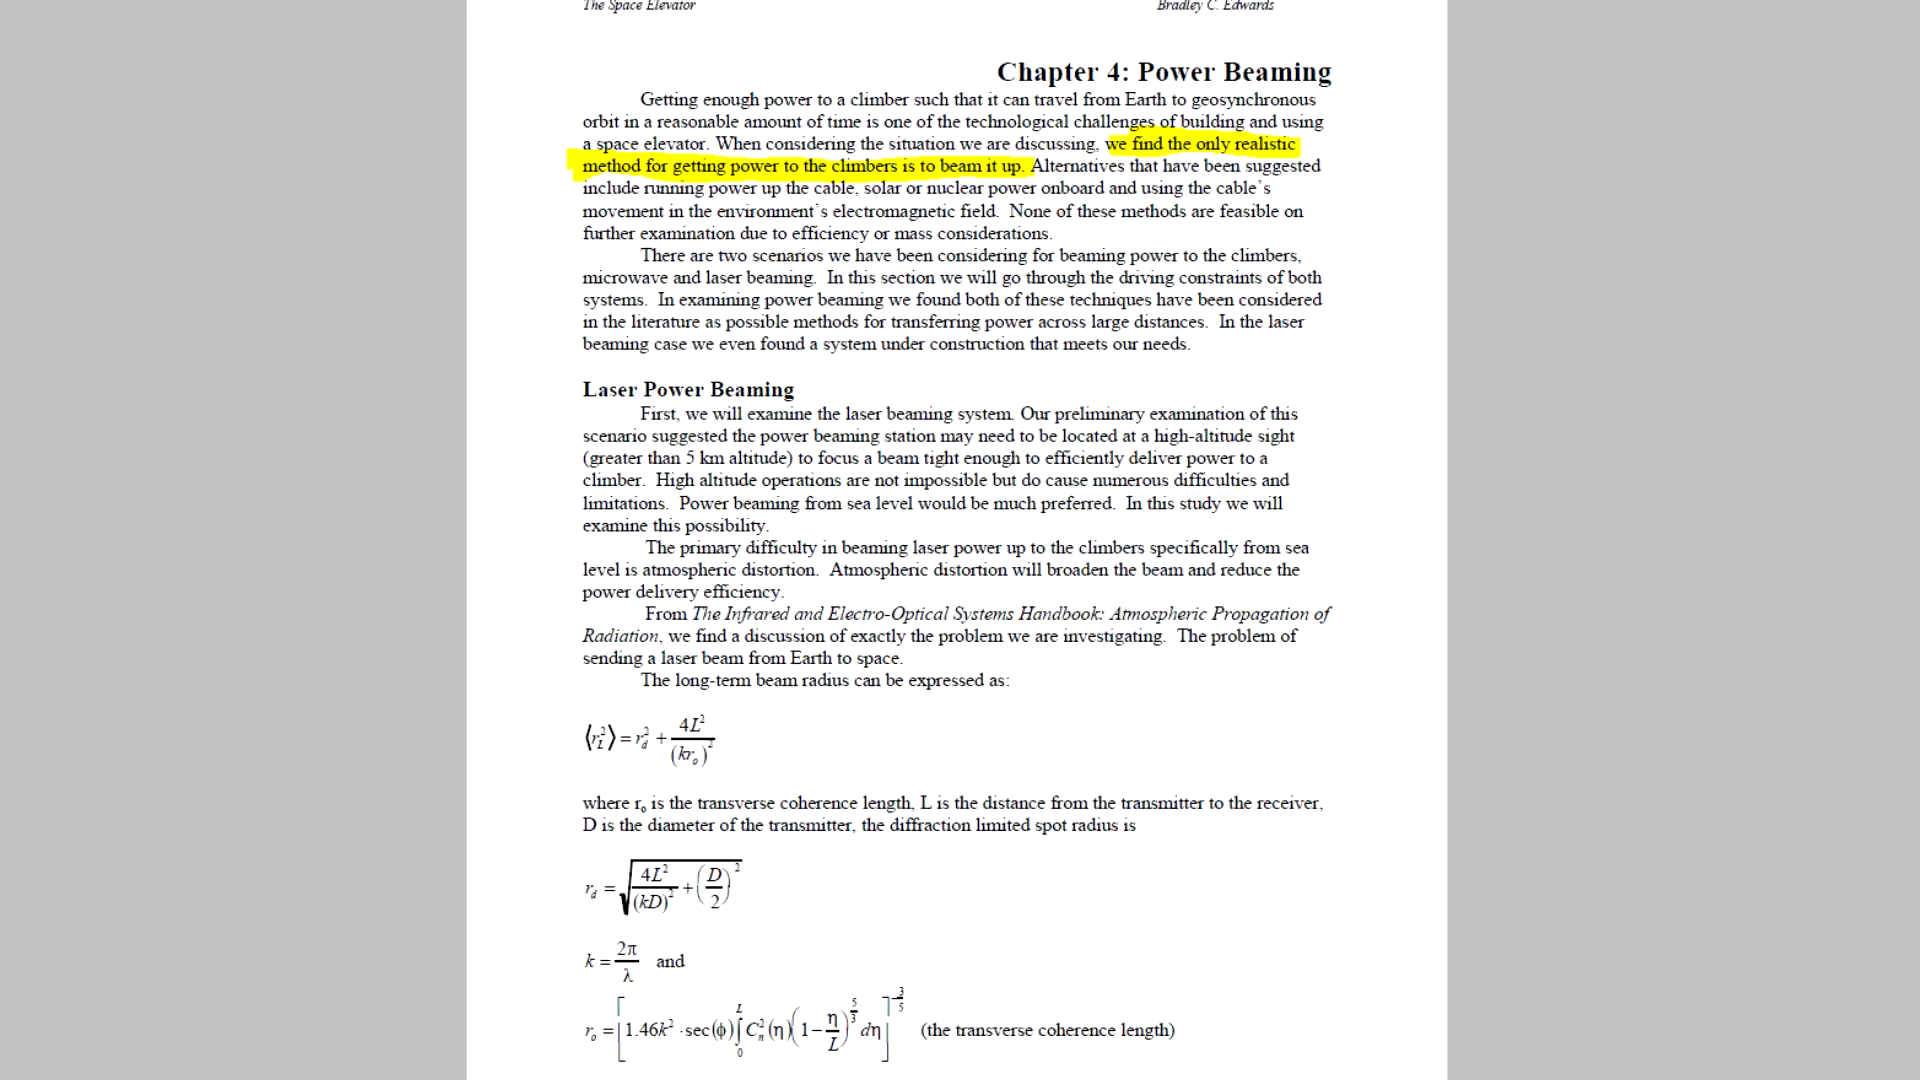 The Space Elevator Bradley C. Edwards
Chapter 4: Power Beaming
Getting enough power to a climber such that it can travel from Earth to geosynchronous
orbit in a reasonable amount of time is one of the technological challenges of building and using
a space elevator. When considering the situation we are discussing, we find the only realistic
method for getting power to the climbers is to beam it up. Alternatives that have been suggested
include running power up the cable, solar or nuclear power onboard and using the cable's
movement in the environment's electromagnetic field. None of these methods are feasible on
further examination due to efficiency or mass considerations.
There are two scenarios we have been considering for beaming power to the climbers,
microwave and laser beaming. In this section we will go through the driving constraints of both
systems. In examining power beaming we found both of these techniques have been considered
in the literature as possible methods for transferring power across large distances. In the laser
beaming case we even found a system under construction that meets our needs.
Laser Power Beaming
First, we will examine the laser beaming system. Our preliminary examination of this
scenario suggested the power beaming station may need to be located at a high-altitude sight
(greater than 5 km altitude) to focus a beam tight enough to efficiently deliver power to a
climber. High altitude operations are not impossible but do cause numerous difficulties and
limitations. Power beaming from sea level would be much preferred. In this study we will
examine this possibility.
The primary difficulty in beaming laser power up to the climbers specifically from sea
level is atmospheric distortion. Atmospheric distortion will broaden the beam and reduce the
power delivery efficiency.
From The Infrared and Electro-Optical Systems Handbook: Atmospheric Propagation of
Radiation, we find a discussion of exactly the problem we are investigating. The problem of
sending a laser beam from Earth to space.
The long-term beam radius can be expressed as:
⟨r_L^2⟩ = r_d^2 + 4L^2/(kr_o)^2
where r_o is the transverse coherence length, L is the distance from the transmitter to the receiver,
D is the diameter of the transmitter, the diffraction limited spot radius is
r_d = √(4L^2/(kD)^2 + (D/2)^2)
k = 2π/λ and
r_o = [1.46k^2 · sec(φ) ∫_0^L C_n^2(η)(1−η/L)^(5/3) dη]^(−3/5) (the transverse coherence length)